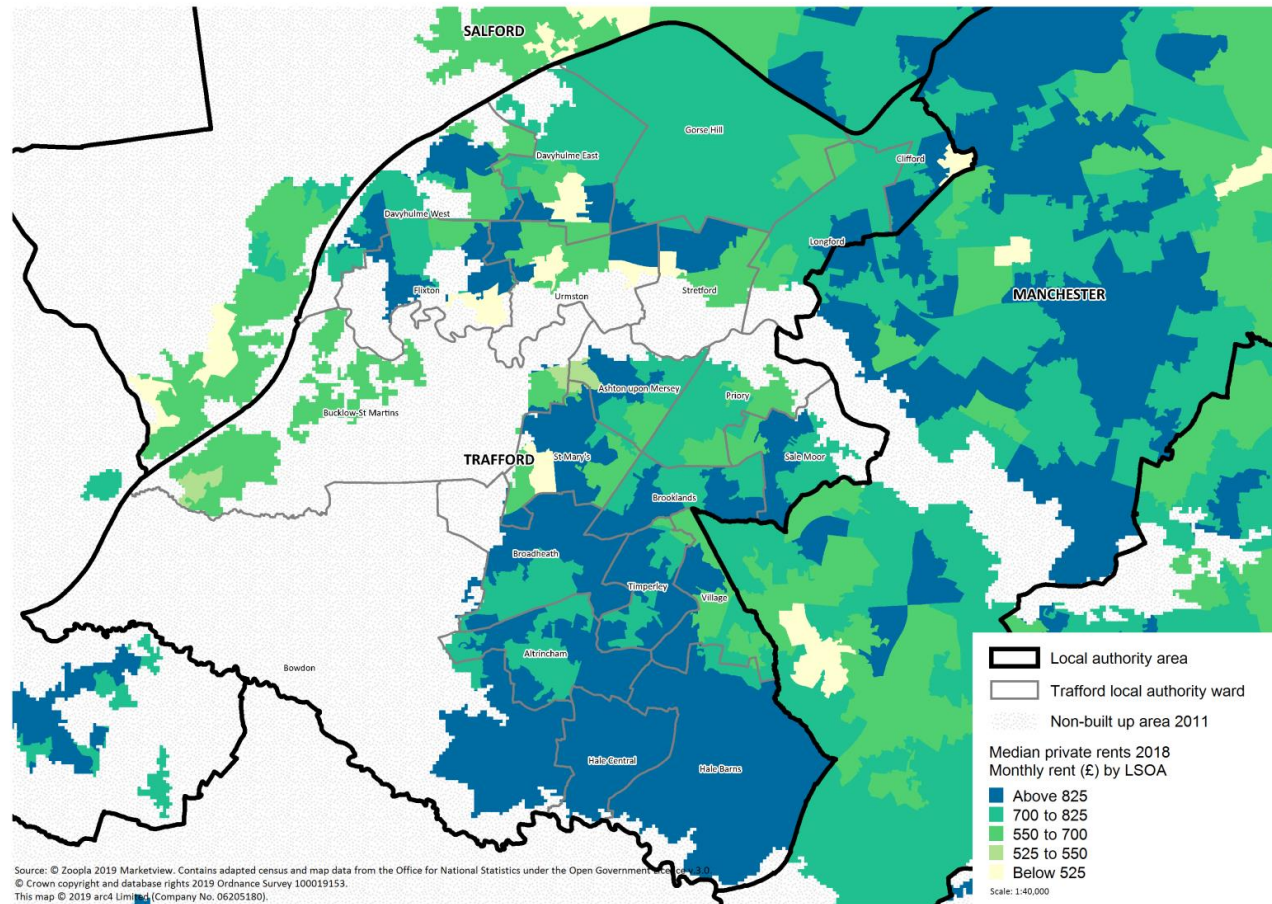 SALFORD
Gorse Hill
Davyhulme East
Clifford
Davyhulme West
Longford
Flixton
Urmston
Stretford
MANCHESTER
Ashton upon Mersey
Priory
Bucklow-St Martins
TRAFFORD
St Mary's
Sale Moor
Brooklands
Broadheath
Timperley
Village
Altrincham
Bowdon
Hale Central
Hale Barns
Local authority area
Trafford local authority ward
Non-built up area 2011
Median private rents 2018
Monthly rent (£) by LSOA
Above 825
700 to 825
550 to 700
525 to 550
Below 525
Scale: 1:40,000
Source: © Zoopla 2019 Marketview. Contains adapted census and map data from the Office for National Statistics under the Open Government Licence v.3.0.
© Crown copyright and database rights 2019 Ordnance Survey 100019153.
This map © 2019 arc4 Limited (Company No. 06205180).